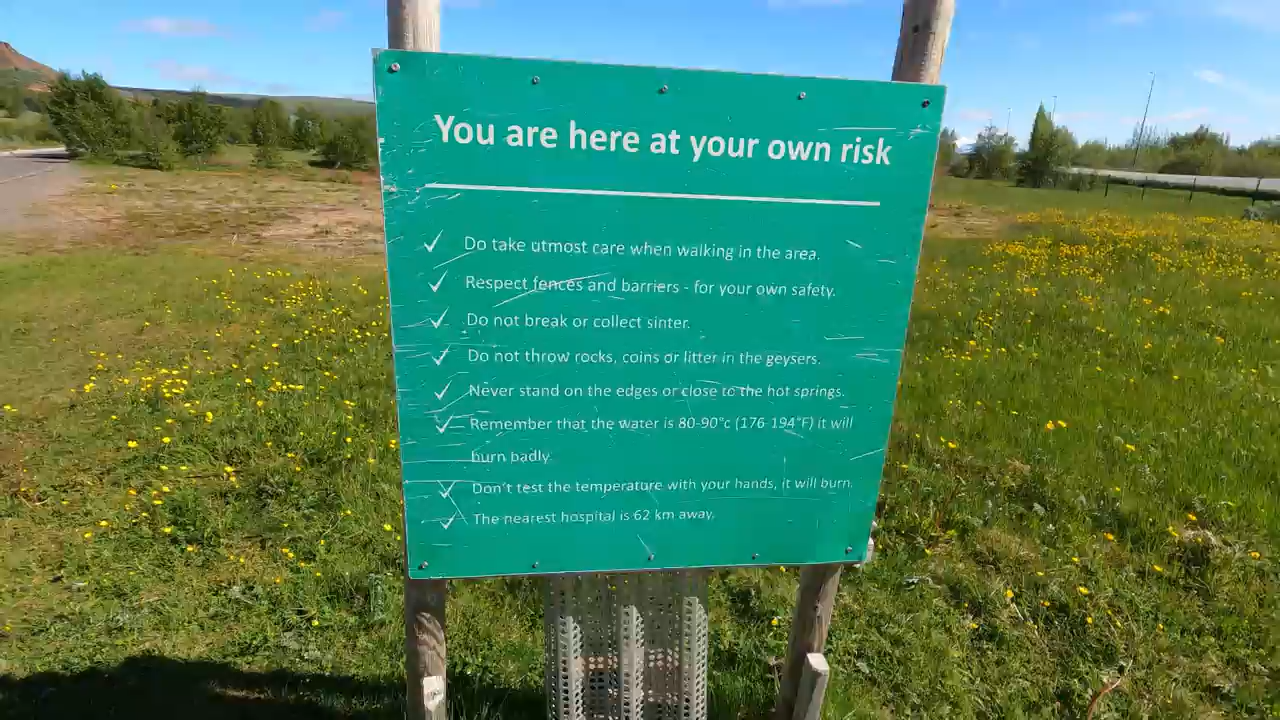 You are here at your own risk
✓ Do take utmost care when walking in the area.
✓ Respect fences and barriers - for your own safety.
✓ Do not break or collect sinter.
✓ Do not throw rocks, coins or litter in the geysers.
✓ Never stand on the edges or close to the hot springs.
✓ Remember that the water is 80-90°c (176-194°F) it will
burn badly.
✓ Don't test the temperature with your hands, it will burn.
✓ The nearest hospital is 62 km away.